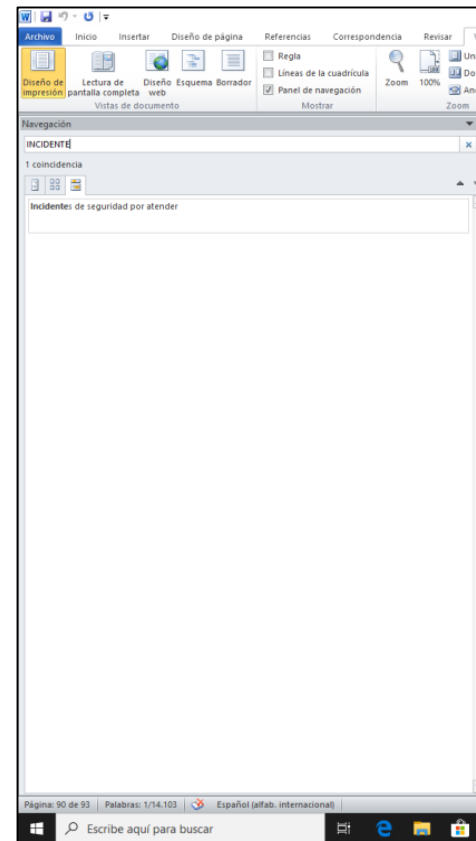 Archivo Inicio Insertar Diseño de página Referencias Correspondencia Revisar
Diseño de impresión
Lectura de pantalla completa
Diseño web
Esquema
Borrador
Vistas de documento
Regla
Líneas de la cuadrícula
Panel de navegación
Mostrar
Zoom
100%
Un
Do
Zoom
Navegación
INCIDENTE
1 coincidencia
Incidentes de seguridad por atender
Página: 90 de 93 Palabras: 1/14.103 Español (alfab. internacional)
Escribe aquí para buscar